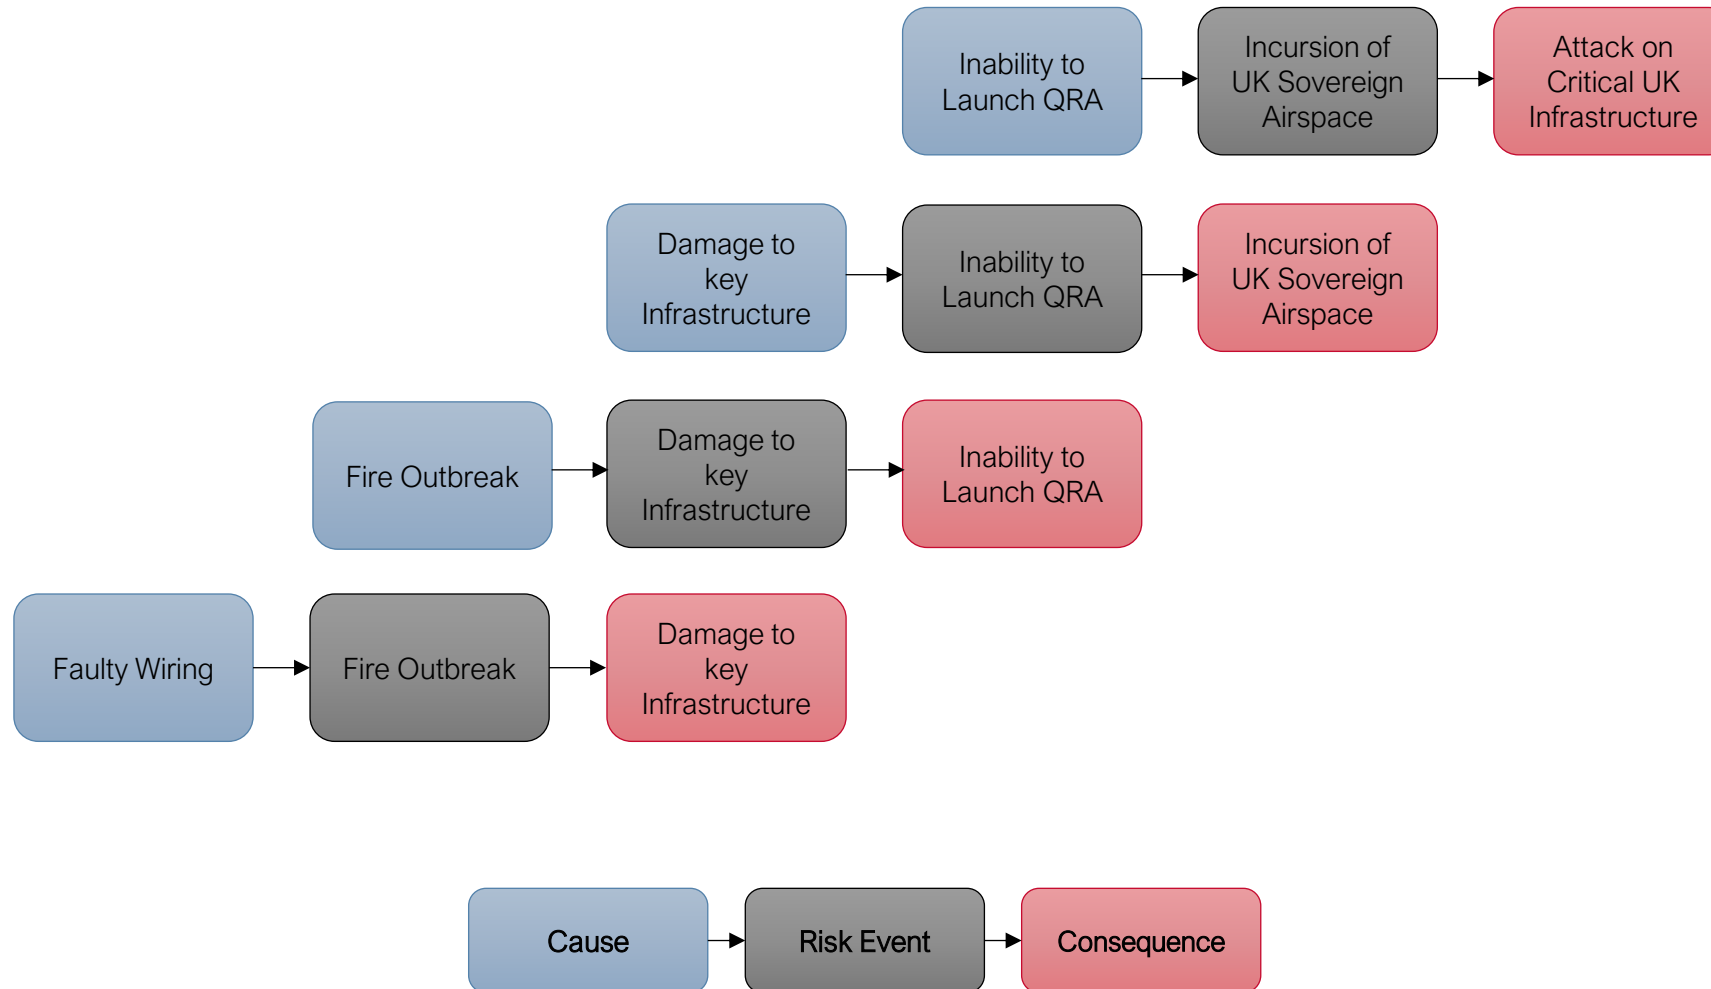 Inability to
Launch QRA
Incursion of
UK Sovereign
Airspace
Attack on
Critical UK
Infrastructure
Damage to
key
Infrastructure
Inability to
Launch QRA
Incursion of
UK Sovereign
Airspace
Fire Outbreak
Damage to
key
Infrastructure
Inability to
Launch QRA
Faulty Wiring
Fire Outbreak
Damage to
key
Infrastructure
Cause
Risk Event
Consequence